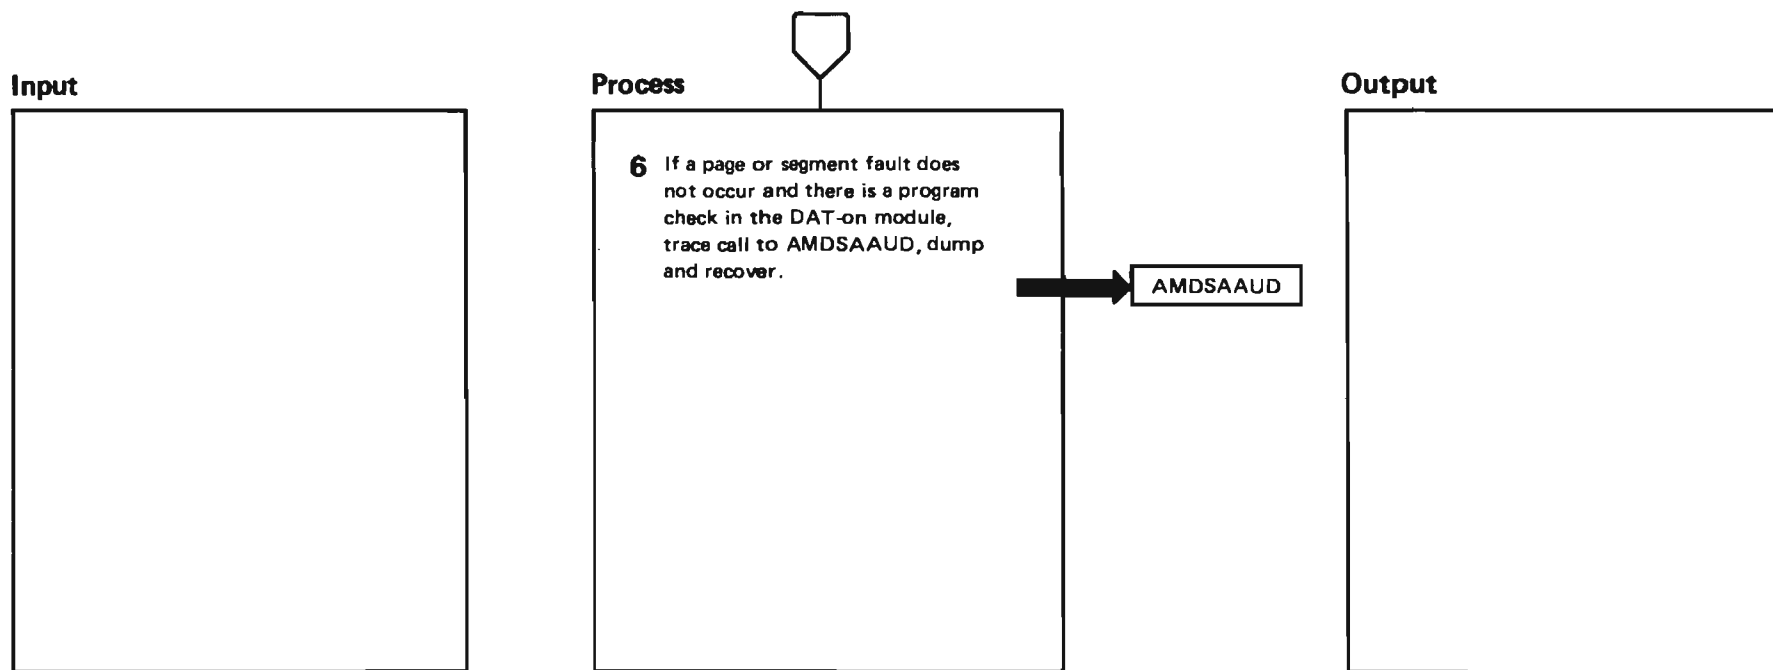 Input
Process
Output
6 If a page or segment fault does
not occur and there is a program
check in the DAT-on module,
trace call to AMDSAAUD, dump
and recover.
AMDSAAUD